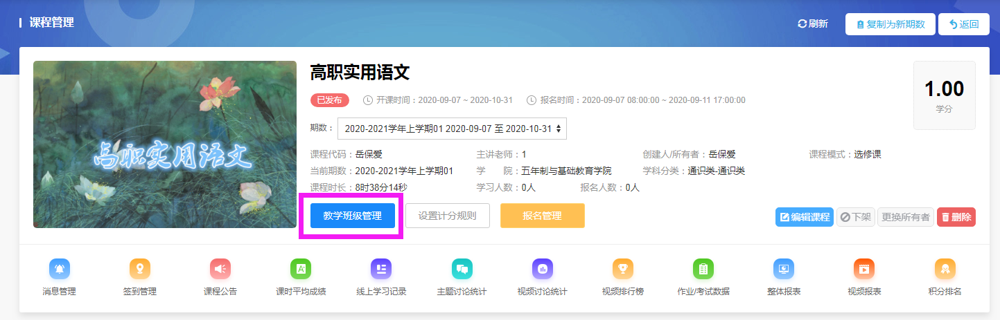 课程管理
刷新
复制为新期数
返回
高职实用语文
高职实用语文
已发布 开课时间：2020-09-07 ~ 2020-10-31 报名时间：2020-09-07 08:00:00 ~ 2020-09-11 17:00:00
1.00
学分
期数： 2020-2021学年上学期01 2020-09-07 至 2020-10-31
课程代码：岳保爱 主讲老师：1 创建人/所有者：岳保爱 课程模式：选修课
当前期数：2020-2021学年上学期01 学 院：五年制与基础教育学院 学科分类：通识类-通识类
课程时长：8时38分14秒 学习人数：0人 报名人数：0人
教学班级管理 设置计分规则 报名管理 编辑课程 下架 更换所有者 删除
消息管理 签到管理 课程公告 课时平均成绩 线上学习记录 主题讨论统计 视频讨论统计 视频排行榜 作业/考试数据 整体报表 视频报表 积分排名